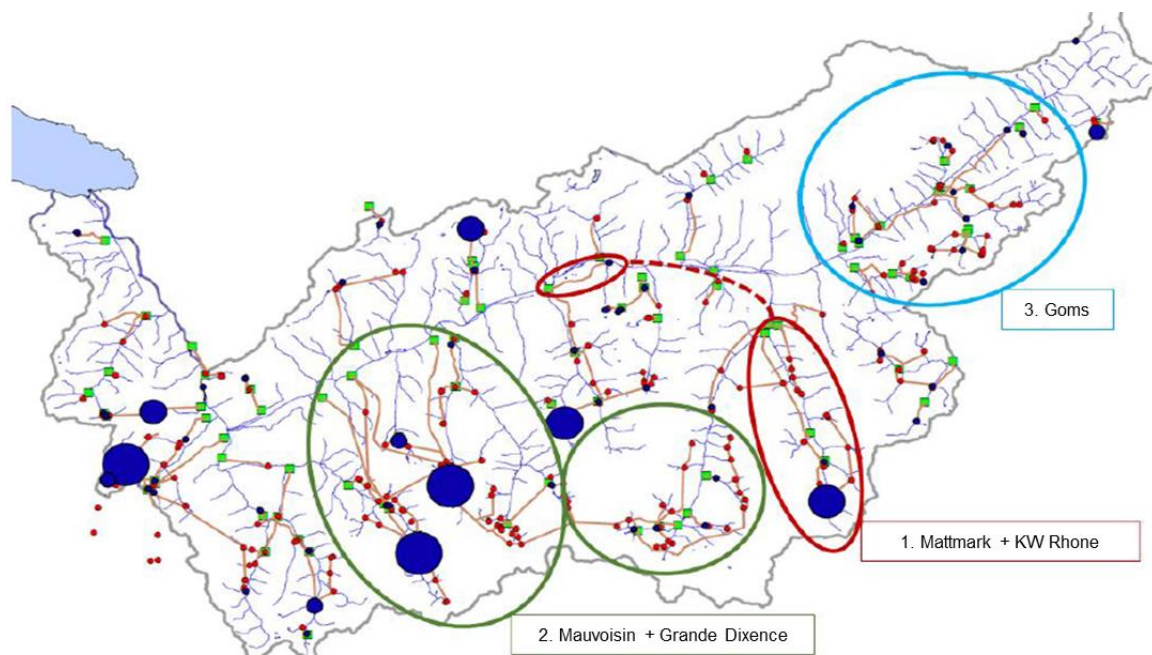 3. Goms
1. Mattmark + KW Rhone
2. Mauvoisin + Grande Dixence